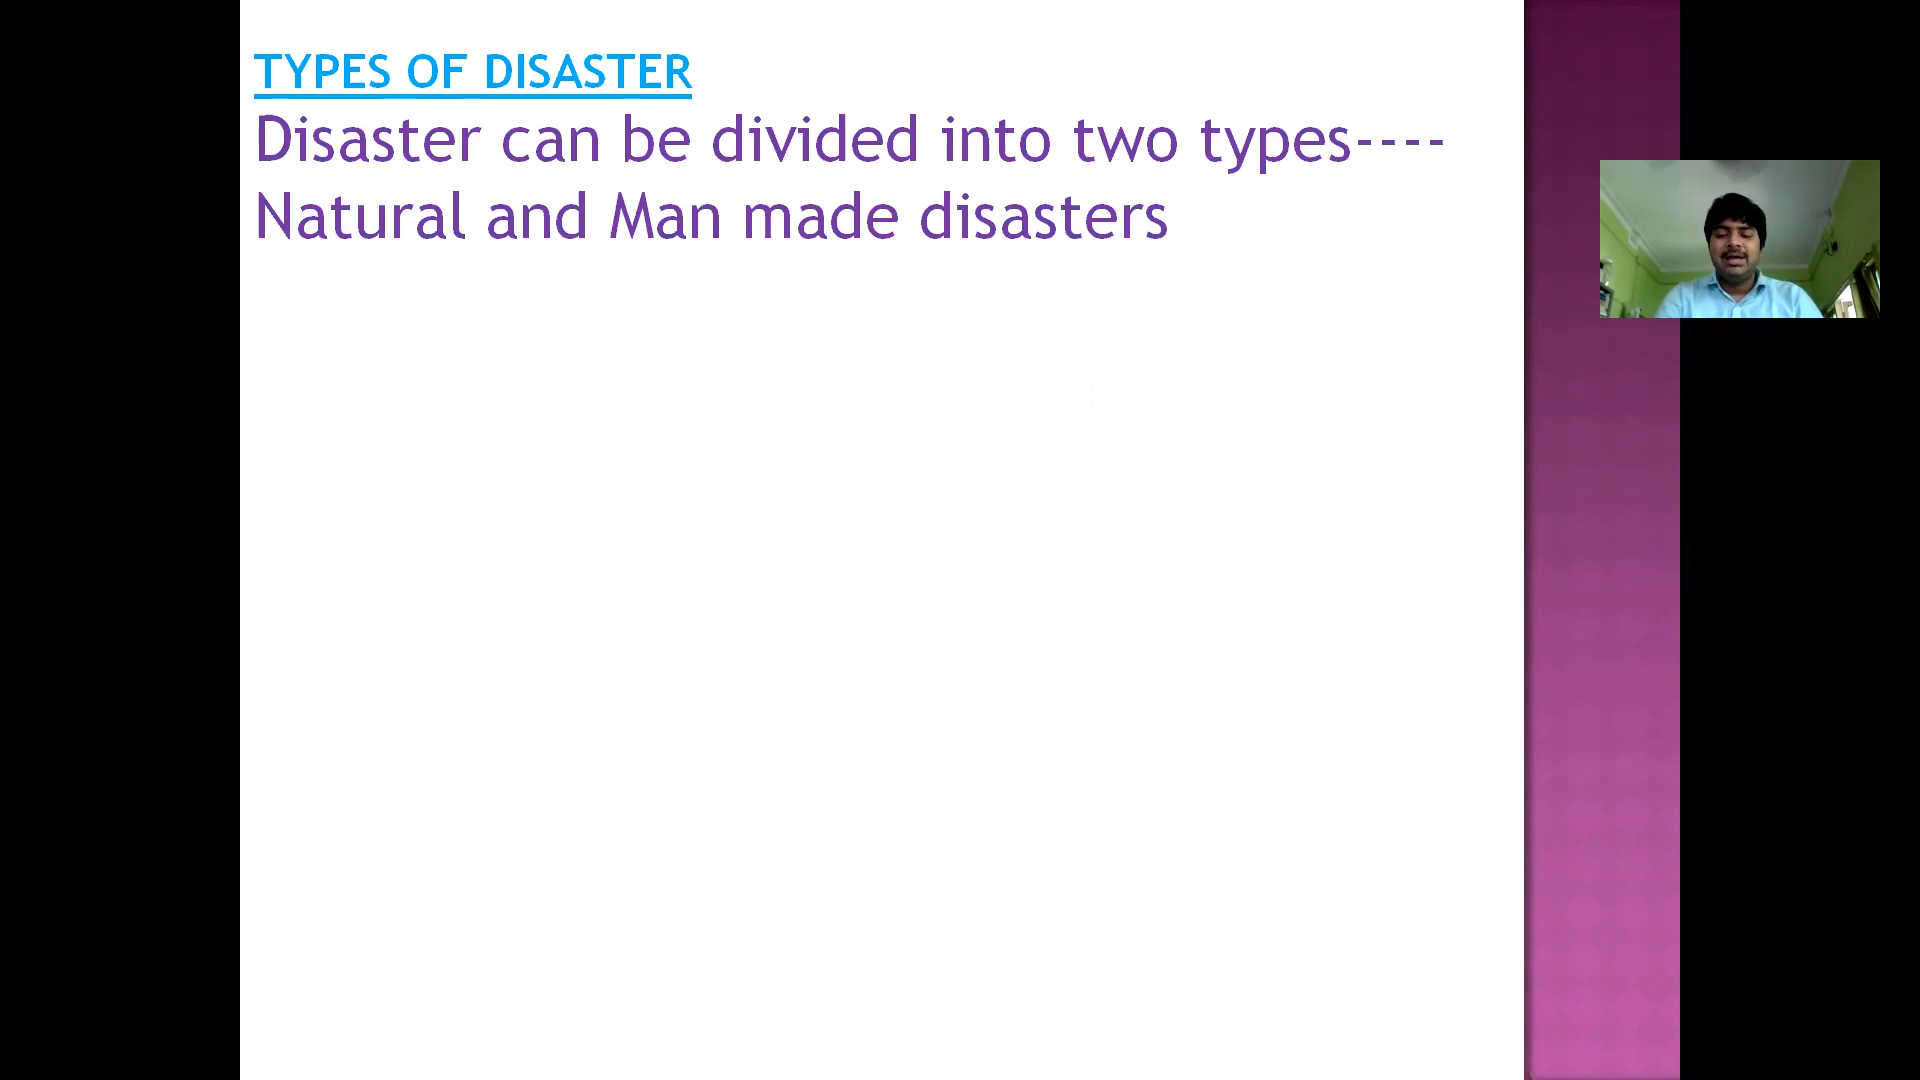 TYPES OF DISASTER
Disaster can be divided into two types----
Natural and Man made disasters